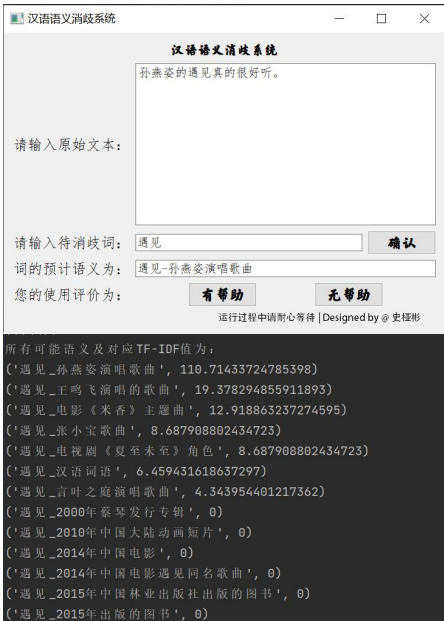 汉语语义消歧系统
汉语语义消歧系统
孙燕姿的遇见真的很好听。
请输入原始文本：
请输入待消歧词：
遇见
确认
词的预计语义为：
遇见-孙燕姿演唱歌曲
您的使用评价为：
有帮助
无帮助
运行过程中请耐心等待 | Designed by @ 史桠彬
所有可能语义及对应TF-IDF值为：
('遇见_孙燕姿演唱歌曲', 110.71433724785398)
('遇见_王鸣飞演唱的歌曲', 19.378294855911893)
('遇见_电影《米香》主题曲', 12.918863237274595)
('遇见_张小宝歌曲', 8.687908802434723)
('遇见_电视剧《夏至未至》角色', 8.687908802434723)
('遇见_汉语词语', 6.459431618637297)
('遇见_言叶之庭演唱歌曲', 4.343954401217362)
('遇见_2000年蔡琴发行专辑', 0)
('遇见_2010年中国大陆动画短片', 0)
('遇见_2014年中国电影', 0)
('遇见_2014年中国电影遇见同名歌曲', 0)
('遇见_2015中国林业出版社出版的图书', 0)
('遇见_2015年出版的图书', 0)